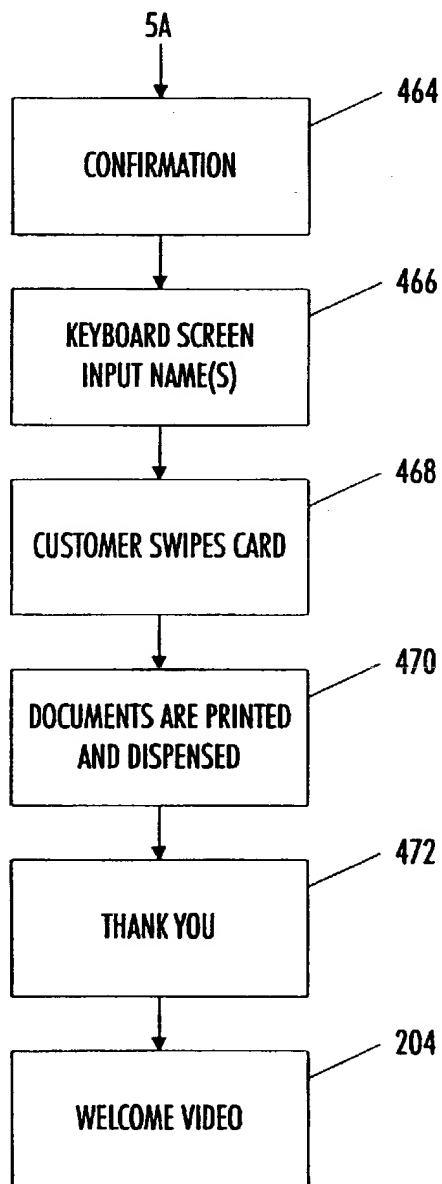 5A
464
CONFIRMATION
466
KEYBOARD SCREEN
INPUT NAME(S)
468
CUSTOMER SWIPES CARD
470
DOCUMENTS ARE PRINTED
AND DISPENSED
472
THANK YOU
204
WELCOME VIDEO